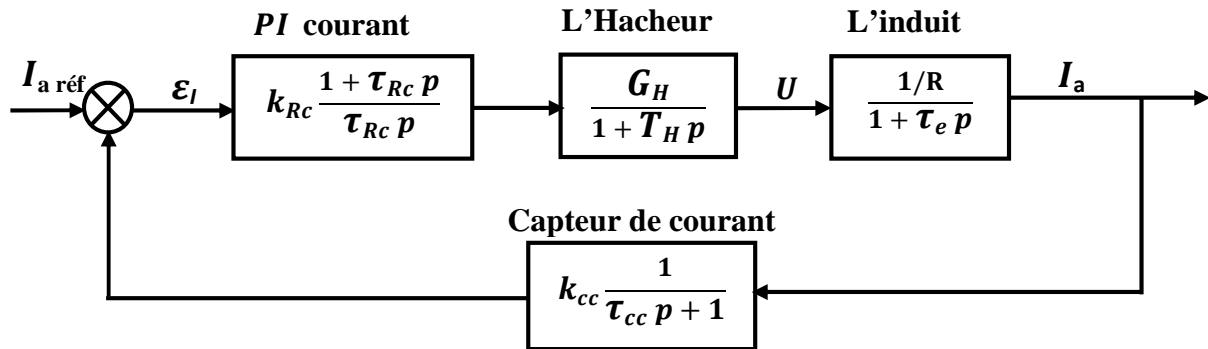 PI courant
L'Hacheur
L'induit
I a réf
ε_I
k_Rc (1 + τ_Rc p) / (τ_Rc p)
G_H / (1 + T_H p)
U
(1/R) / (1 + τ_e p)
I_a
Capteur de courant
k_cc 1 / (τ_cc p + 1)